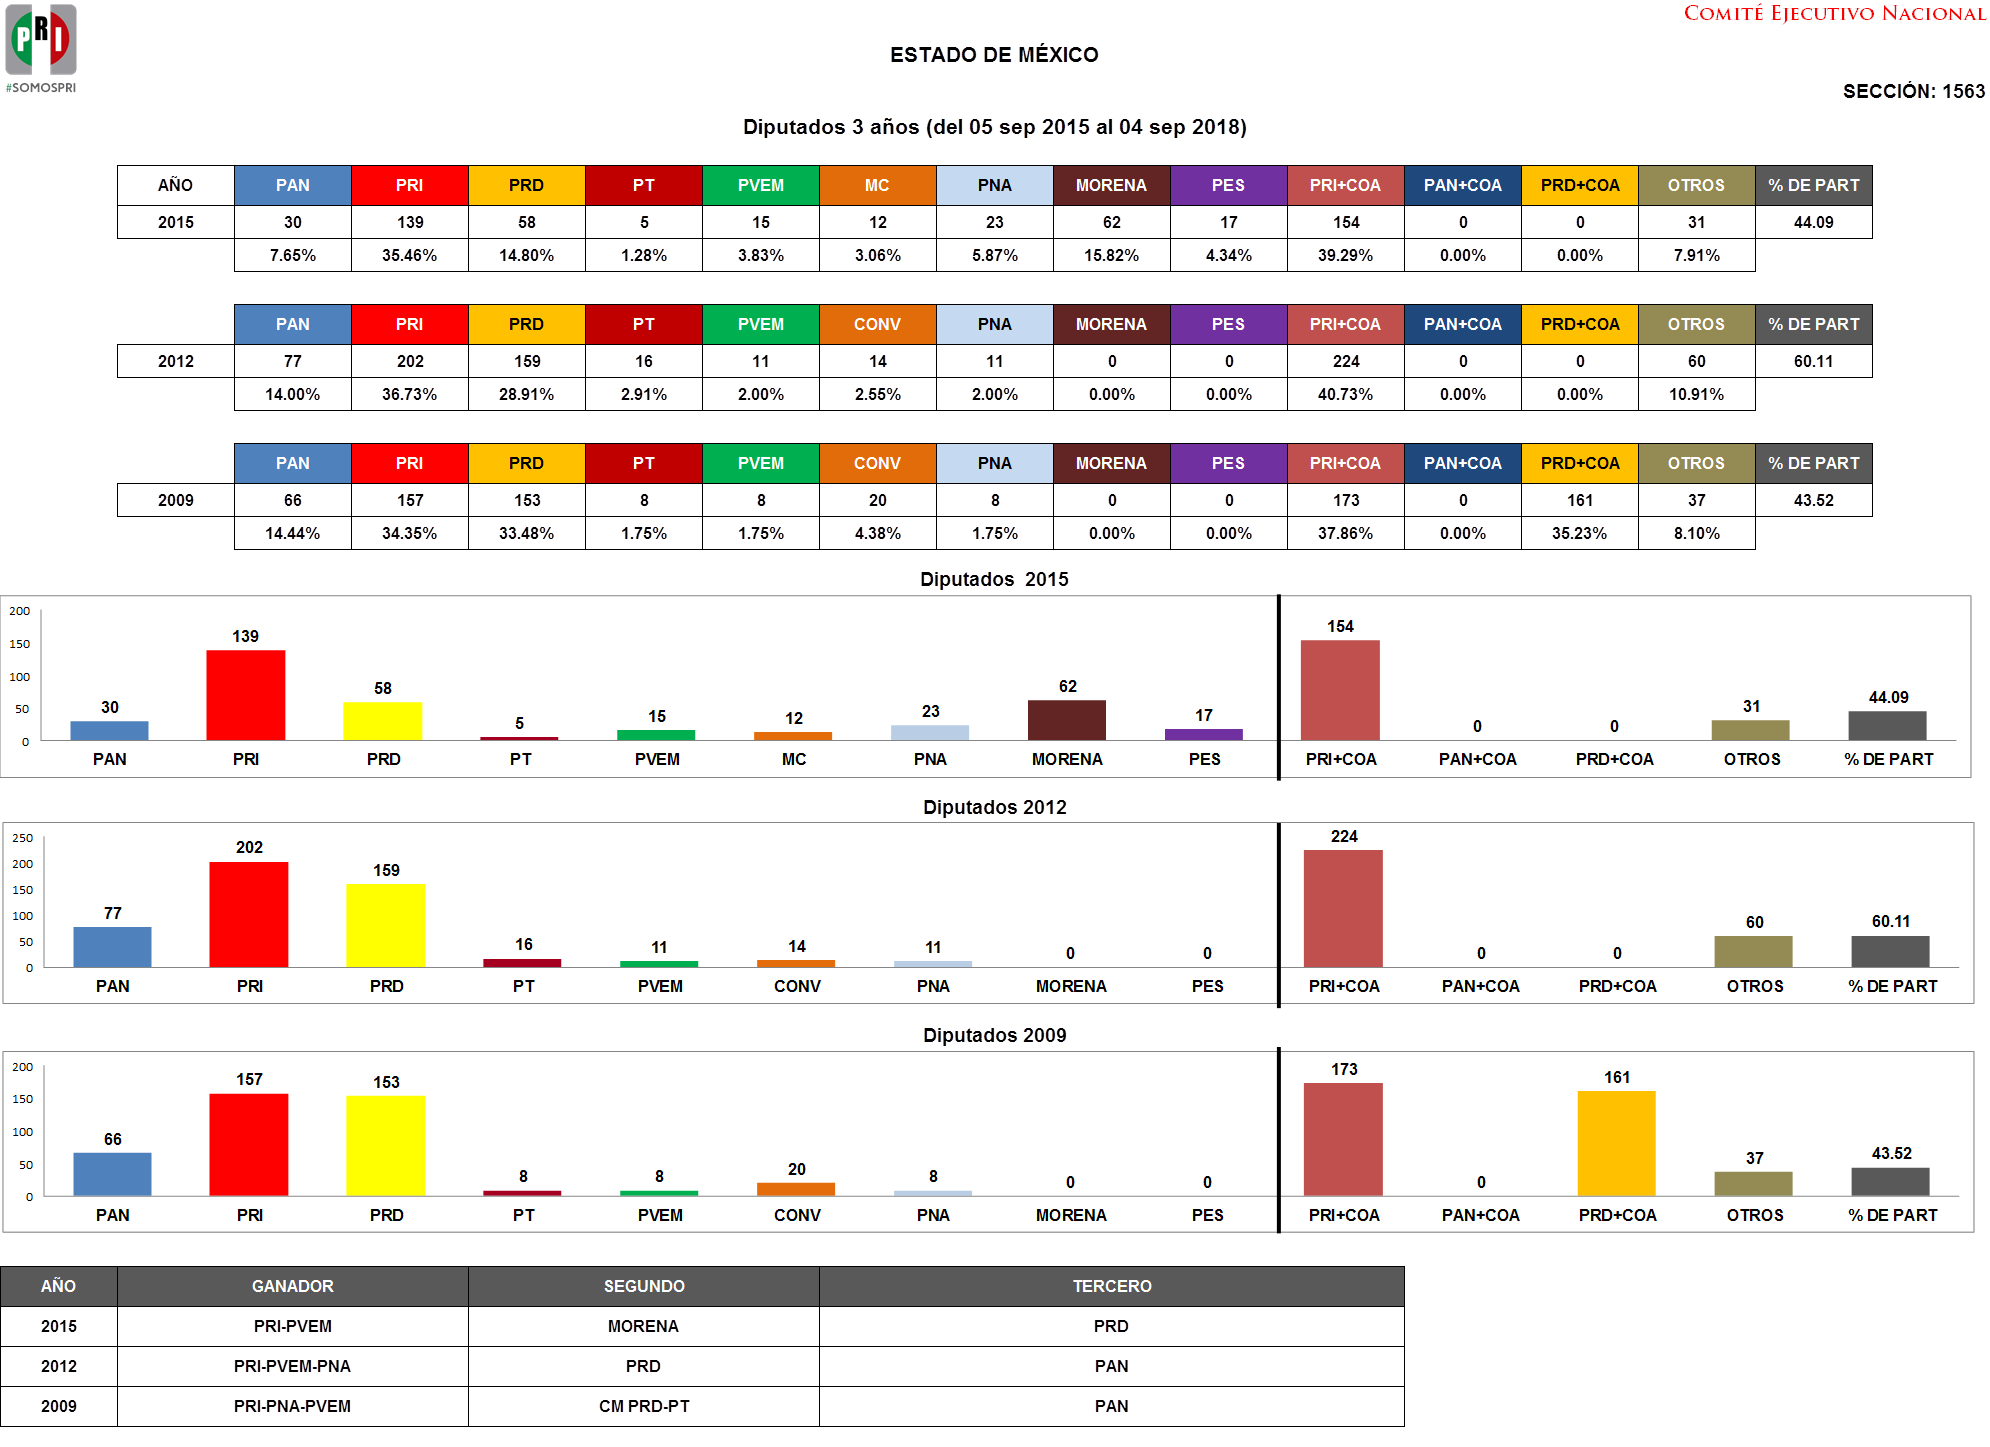 PRI
#SOMOSPRI
COMITÉ EJECUTIVO NACIONAL
ESTADO DE MÉXICO
SECCIÓN: 1563
Diputados 3 años (del 05 sep 2015 al 04 sep 2018)
AÑO PAN PRI PRD PT PVEM MC PNA MORENA PES PRI+COA PAN+COA PRD+COA OTROS % DE PART
2015 30 139 58 5 15 12 23 62 17 154 0 0 31 44.09
7.65% 35.46% 14.80% 1.28% 3.83% 3.06% 5.87% 15.82% 4.34% 39.29% 0.00% 0.00% 7.91%
PAN PRI PRD PT PVEM CONV PNA MORENA PES PRI+COA PAN+COA PRD+COA OTROS % DE PART
2012 77 202 159 16 11 14 11 0 0 224 0 0 60 60.11
14.00% 36.73% 28.91% 2.91% 2.00% 2.55% 2.00% 0.00% 0.00% 40.73% 0.00% 0.00% 10.91%
PAN PRI PRD PT PVEM CONV PNA MORENA PES PRI+COA PAN+COA PRD+COA OTROS % DE PART
2009 66 157 153 8 8 20 8 0 0 173 0 161 37 43.52
14.44% 34.35% 33.48% 1.75% 1.75% 4.38% 1.75% 0.00% 0.00% 37.86% 0.00% 35.23% 8.10%
Diputados 2015
200
150
100
50
0
30 139 58 5 15 12 23 62 17 154 0 0 31 44.09
PAN PRI PRD PT PVEM MC PNA MORENA PES PRI+COA PAN+COA PRD+COA OTROS % DE PART
Diputados 2012
250
200
150
100
50
0
77 202 159 16 11 14 11 0 0 224 0 0 60 60.11
PAN PRI PRD PT PVEM CONV PNA MORENA PES PRI+COA PAN+COA PRD+COA OTROS % DE PART
Diputados 2009
200
150
100
50
0
66 157 153 8 8 20 8 0 0 173 0 161 37 43.52
PAN PRI PRD PT PVEM CONV PNA MORENA PES PRI+COA PAN+COA PRD+COA OTROS % DE PART
AÑO GANADOR SEGUNDO TERCERO
2015 PRI-PVEM MORENA PRD
2012 PRI-PVEM-PNA PRD PAN
2009 PRI-PNA-PVEM CM PRD-PT PAN